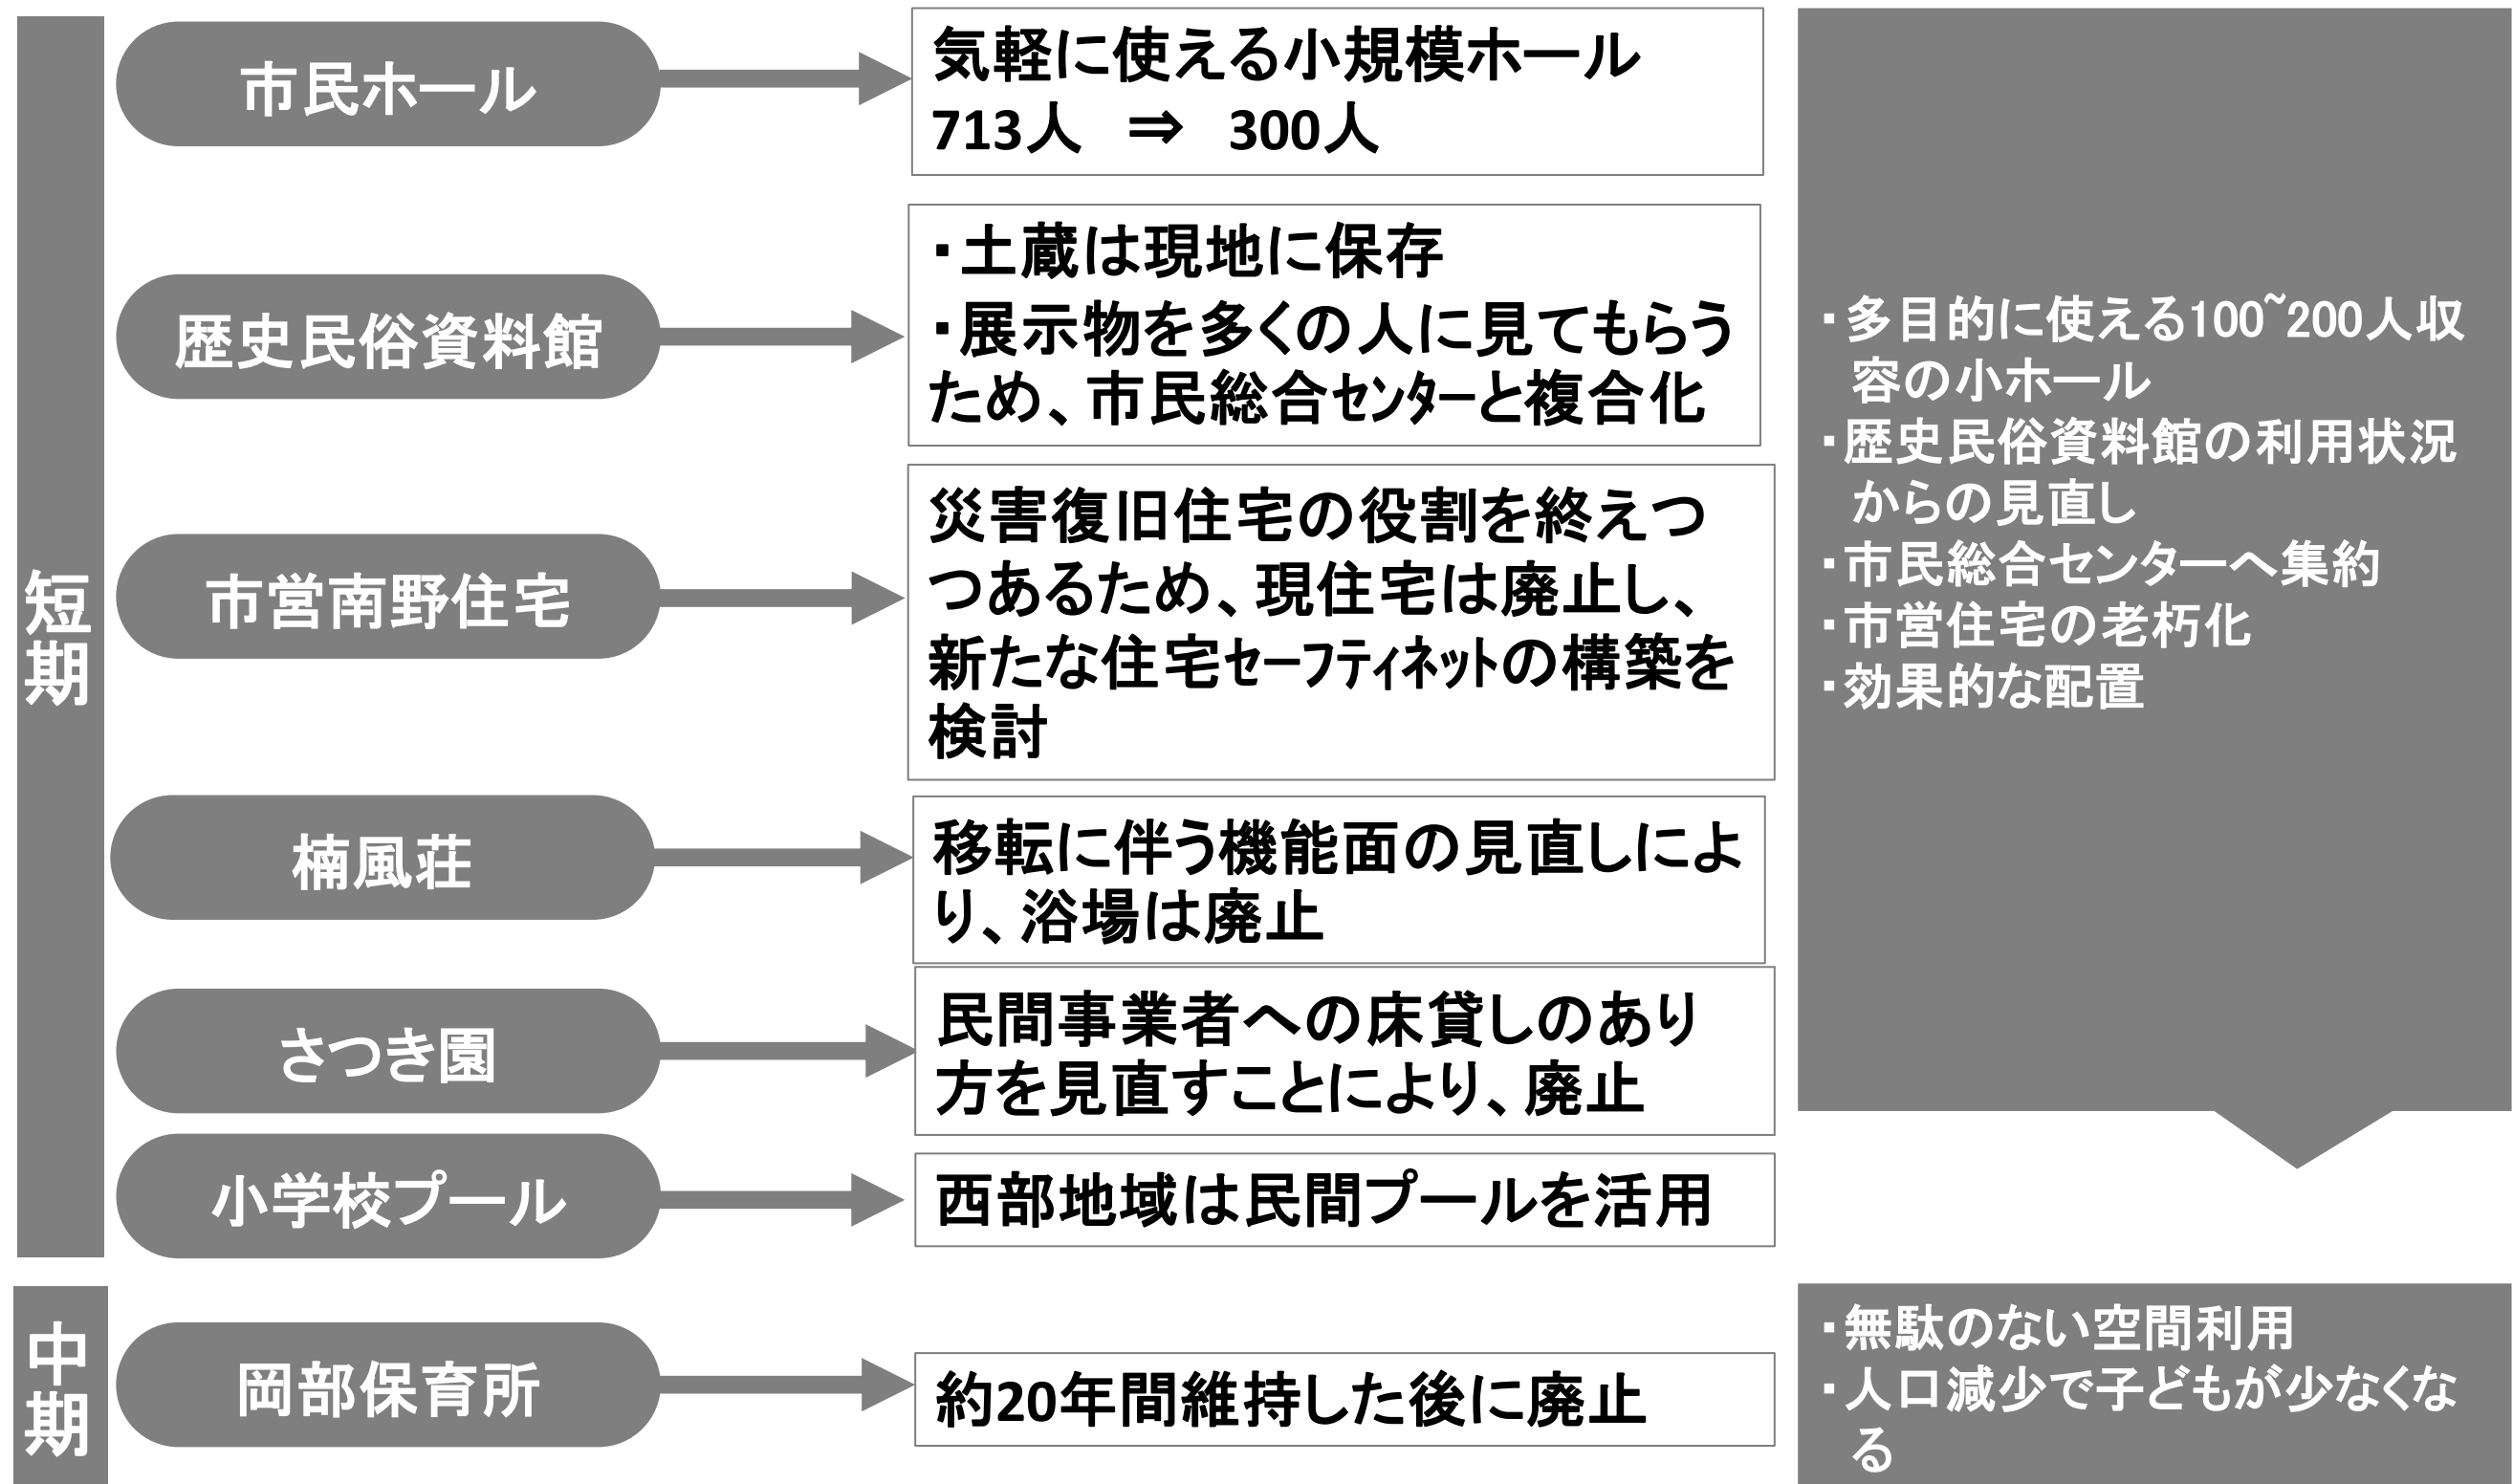 短期
市民ホール
気軽に使える小規模ホール
713人　⇒　300人
歴史民俗資料館
・土蔵は現地に保存
・展示物を多くの人に見てもらう
ため、市民総合ｾﾝﾀｰと複合化
市営南野住宅
災害復旧住宅の役割を終えつ
つあるため、現住宅は廃止し、
新たな住宅ｾｰﾌﾃｨﾈｯﾄの構築を
検討
楠風荘
移転に伴う機能面の見直しによ
り、浴場は廃止
さつき園
民間事業者への床貸しのあり
方を見直すことにより、廃止
小学校プール
西部地域は民間プールを活用
・多目的に使える100~200人収
容の小ホール
・歴史民俗資料館の利用状況
からの見直し
・市民総合センターへ集約
・市営住宅の老朽化
・効果的な配置
中期
岡部保育所
約20年間維持した後に廃止
・無駄のない空間利用
・人口減少で子どもが少なくな
る